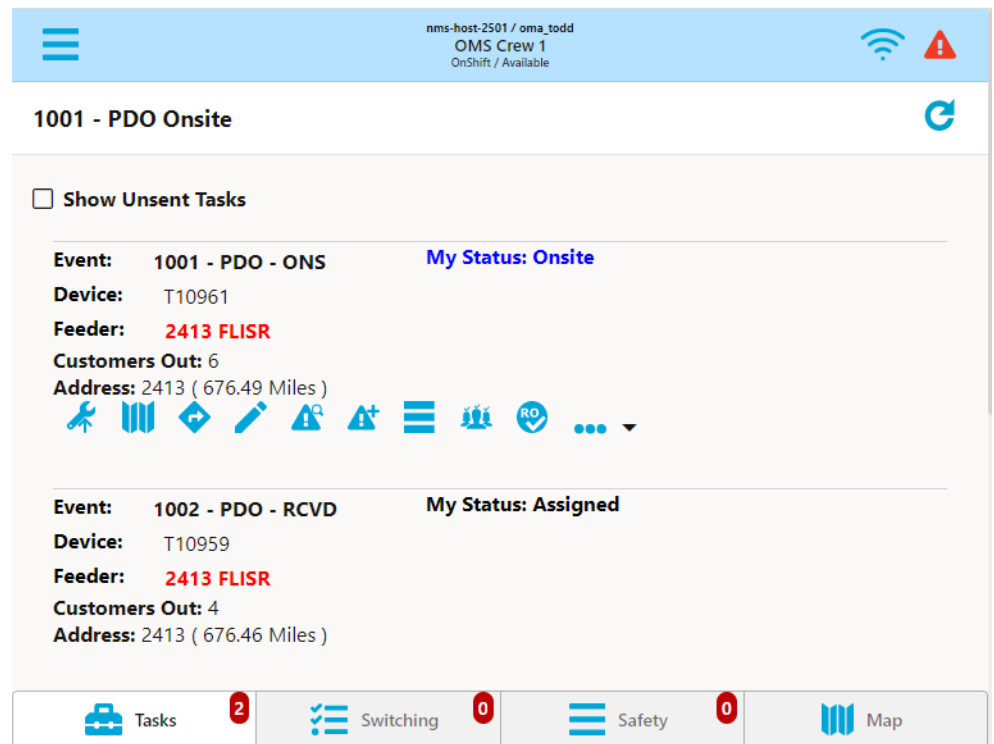 nms-host-2501 / oma_todd
OMS Crew 1
OnShift / Available
1001 - PDO Onsite
Show Unsent Tasks
Event: 1001 - PDO - ONS My Status: Onsite
Device: T10961
Feeder: 2413 FLISR
Customers Out: 6
Address: 2413 ( 676.49 Miles )
RO
Event: 1002 - PDO - RCVD My Status: Assigned
Device: T10959
Feeder: 2413 FLISR
Customers Out: 4
Address: 2413 ( 676.46 Miles )
Tasks 2 Switching 0 Safety 0 Map